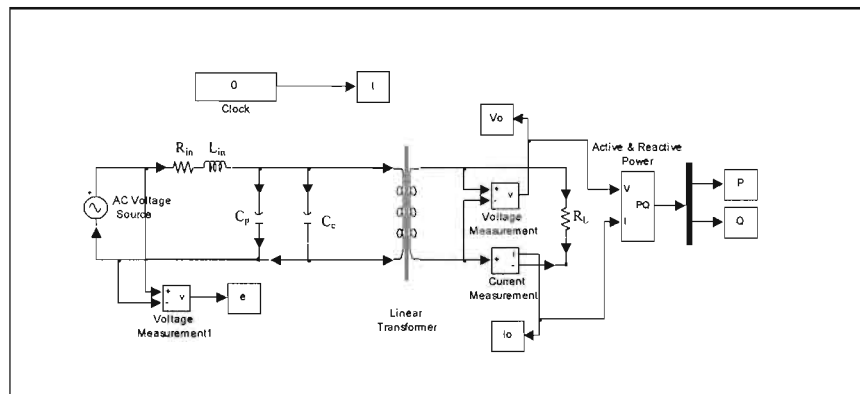 0
Clock
t
Vo
Active & Reactive
Power
R_in L_in
AC Voltage
Source
+
C_p
C_c
+
-
v
Voltage
Measurement
R_L
V
I
PQ
P
Q
+
i
-
Current
Measurement
+
-
v
e
Voltage
Measurement1
Linear
Transformer
Io